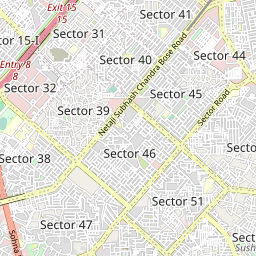 Exit 15
15
Sector 41
Sector 31
15-I
Sector 40
Sector 44
Entry 8
8
Sector 32
Sector 45
Sector 39
Netaji Subhash Chandra Bose Road
Sector Road
Sector 38
Sector 46
Sector 51
Sector 47
Sohna